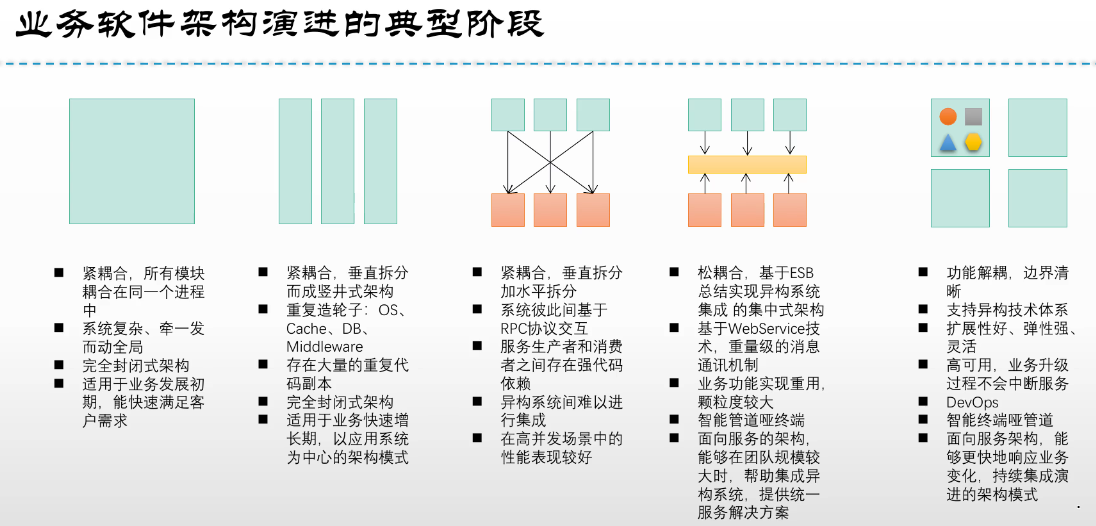 业务软件架构演进的典型阶段
■ 紧耦合，所有模块
耦合在同一个进程
中
■ 系统复杂、牵一发
而动全局
■ 完全封闭式架构
■ 适用于业务发展初
期，能快速满足客
户需求
■ 紧耦合，垂直拆分
而成竖井式架构
■ 重复造轮子：OS、
Cache、DB、
Middleware
■ 存在大量的重复代
码副本
■ 完全封闭式架构
■ 适用于业务快速增
长期，以应用系统
为中心的架构模式
■ 紧耦合，垂直拆分
加水平拆分
■ 系统彼此间基于
RPC协议交互
■ 服务生产者和消费
者之间存在强代码
依赖
■ 异构系统间难以进
行集成
■ 在高并发场景中的
性能表现较好
■ 松耦合，基于ESB
总结实现异构系统
集成 的集中式架构
■ 基于WebService技
术，重量级的消息
通讯机制
■ 业务功能实现重用，
颗粒度较大
■ 智能管道哑终端
■ 面向服务的架构，
能够在团队规模较
大时，帮助集成异
构系统，提供统一
服务解决方案
■ 功能解耦，边界清
晰
■ 支持异构技术体系
■ 扩展性好、弹性强、
灵活
■ 高可用，业务升级
过程不会中断服务
■ DevOps
■ 智能终端哑管道
■ 面向服务架构，能
够更快地响应业务
变化，持续集成演
进的架构模式